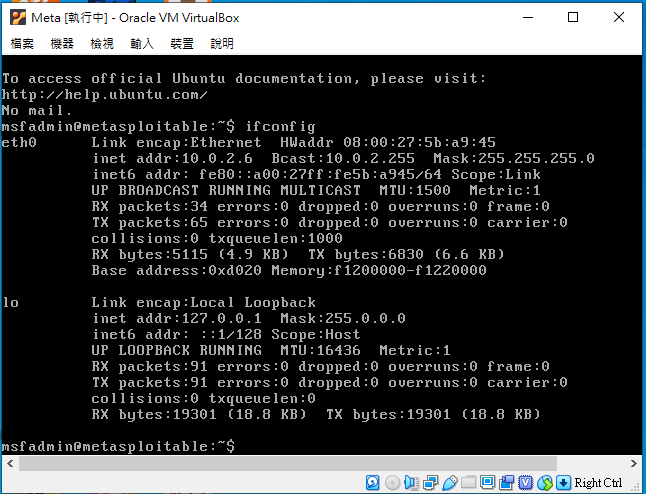 Meta [執行中] - Oracle VM VirtualBox
檔案 機器 檢視 輸入 裝置 說明
To access official Ubuntu documentation, please visit:
http://help.ubuntu.com/
No mail.
msfadmin@metasploitable:~$ ifconfig
eth0      Link encap:Ethernet  HWaddr 08:00:27:5b:a9:45
          inet addr:10.0.2.6  Bcast:10.0.2.255  Mask:255.255.255.0
          inet6 addr: fe80::a00:27ff:fe5b:a945/64 Scope:Link
          UP BROADCAST RUNNING MULTICAST  MTU:1500  Metric:1
          RX packets:34 errors:0 dropped:0 overruns:0 frame:0
          TX packets:65 errors:0 dropped:0 overruns:0 carrier:0
          collisions:0 txqueuelen:1000
          RX bytes:5115 (4.9 KB)  TX bytes:6830 (6.6 KB)
          Base address:0xd020 Memory:f1200000-f1220000
lo        Link encap:Local Loopback
          inet addr:127.0.0.1  Mask:255.0.0.0
          inet6 addr: ::1/128 Scope:Host
          UP LOOPBACK RUNNING  MTU:16436  Metric:1
          RX packets:91 errors:0 dropped:0 overruns:0 frame:0
          TX packets:91 errors:0 dropped:0 overruns:0 carrier:0
          collisions:0 txqueuelen:0
          RX bytes:19301 (18.8 KB)  TX bytes:19301 (18.8 KB)
msfadmin@metasploitable:~$
Right Ctrl